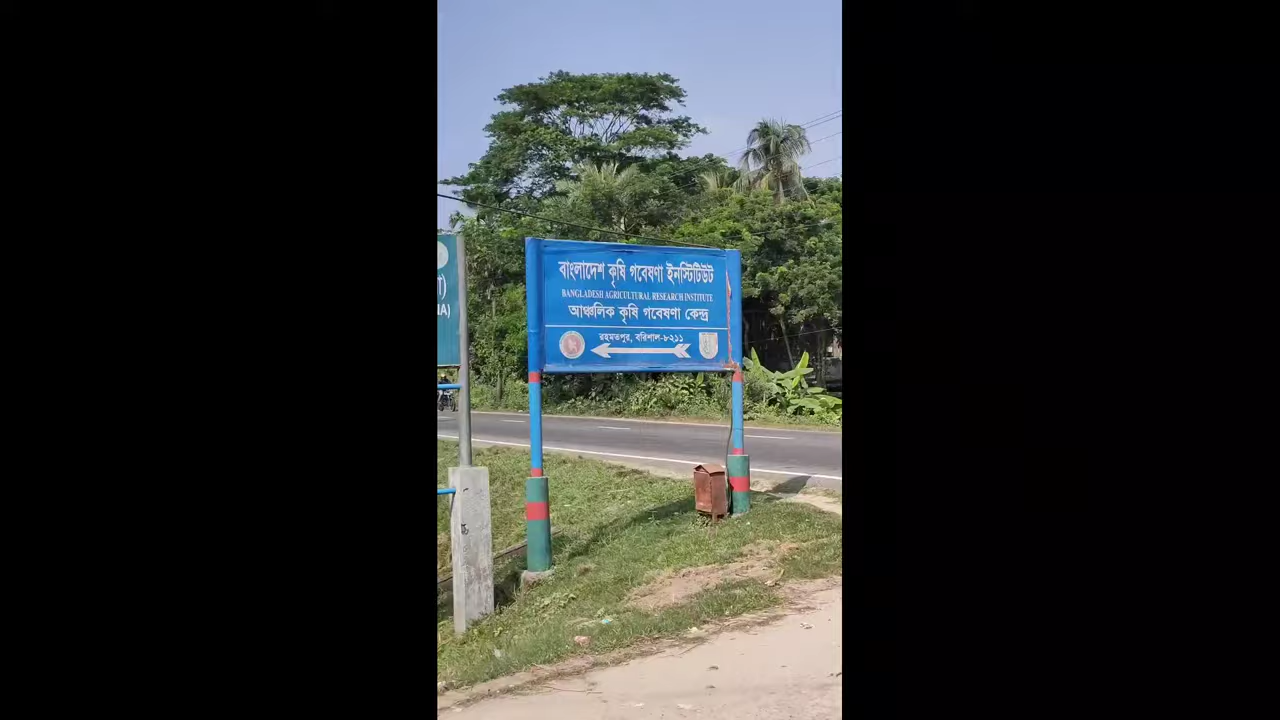 বাংলাদেশ কৃষি গবেষণা ইনস্টিটিউট
BANGLADESH AGRICULTURAL RESEARCH INSTITUTE
আঞ্চলিক কৃষি গবেষণা কেন্দ্র
রহমতপুর, বরিশাল-৮২১১